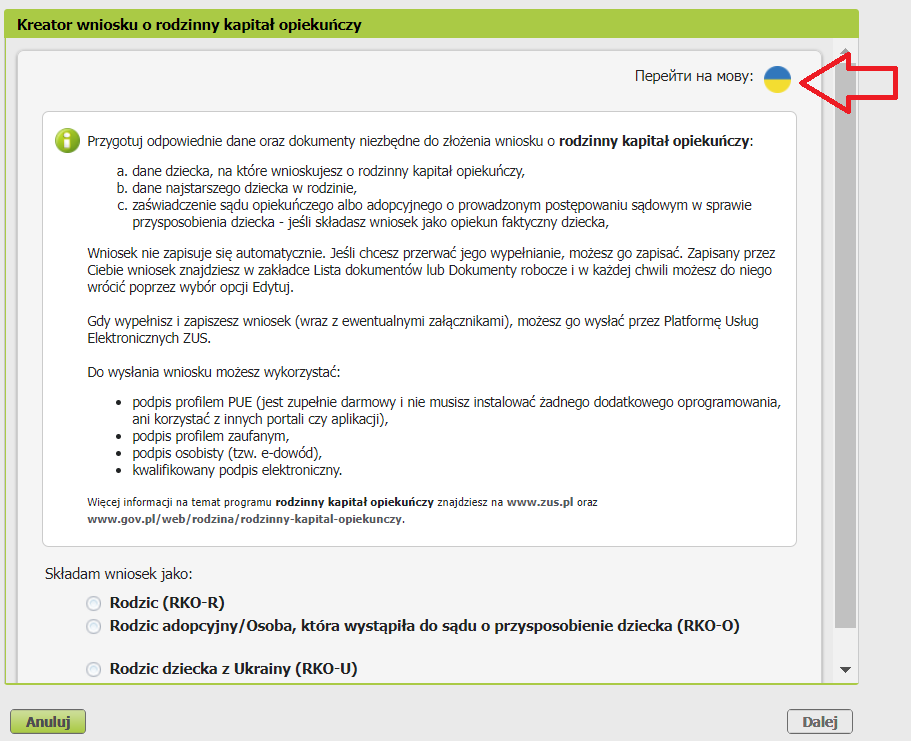 Kreator wniosku o rodzinny kapitał opiekuńczy
Перейти на мову:
Przygotuj odpowiednie dane oraz dokumenty niezbędne do złożenia wniosku o rodzinny kapitał opiekuńczy:
a. dane dziecka, na które wnioskujesz o rodzinny kapitał opiekuńczy,
b. dane najstarszego dziecka w rodzinie,
c. zaświadczenie sądu opiekuńczego albo adopcyjnego o prowadzonym postępowaniu sądowym w sprawie
przysposobienia dziecka - jeśli składasz wniosek jako opiekun faktyczny dziecka,
Wniosek nie zapisuje się automatycznie. Jeśli chcesz przerwać jego wypełnianie, możesz go zapisać. Zapisany przez
Ciebie wniosek znajdziesz w zakładce Lista dokumentów lub Dokumenty robocze i w każdej chwili możesz do niego
wrócić poprzez wybór opcji Edytuj.
Gdy wypełnisz i zapiszesz wniosek (wraz z ewentualnymi załącznikami), możesz go wysłać przez Platformę Usług
Elektronicznych ZUS.
Do wysłania wniosku możesz wykorzystać:
• podpis profilem PUE (jest zupełnie darmowy i nie musisz instalować żadnego dodatkowego oprogramowania,
ani korzystać z innych portali czy aplikacji),
• podpis profilem zaufanym,
• podpis osobisty (tzw. e-dowód),
• kwalifikowany podpis elektroniczny.
Więcej informacji na temat programu rodzinny kapitał opiekuńczy znajdziesz na www.zus.pl oraz
www.gov.pl/web/rodzina/rodzinny-kapital-opiekunczy.
Składam wniosek jako:
Rodzic (RKO-R)
Rodzic adopcyjny/Osoba, która wystąpiła do sądu o przysposobienie dziecka (RKO-O)
Rodzic dziecka z Ukrainy (RKO-U)
Anuluj
Dalej